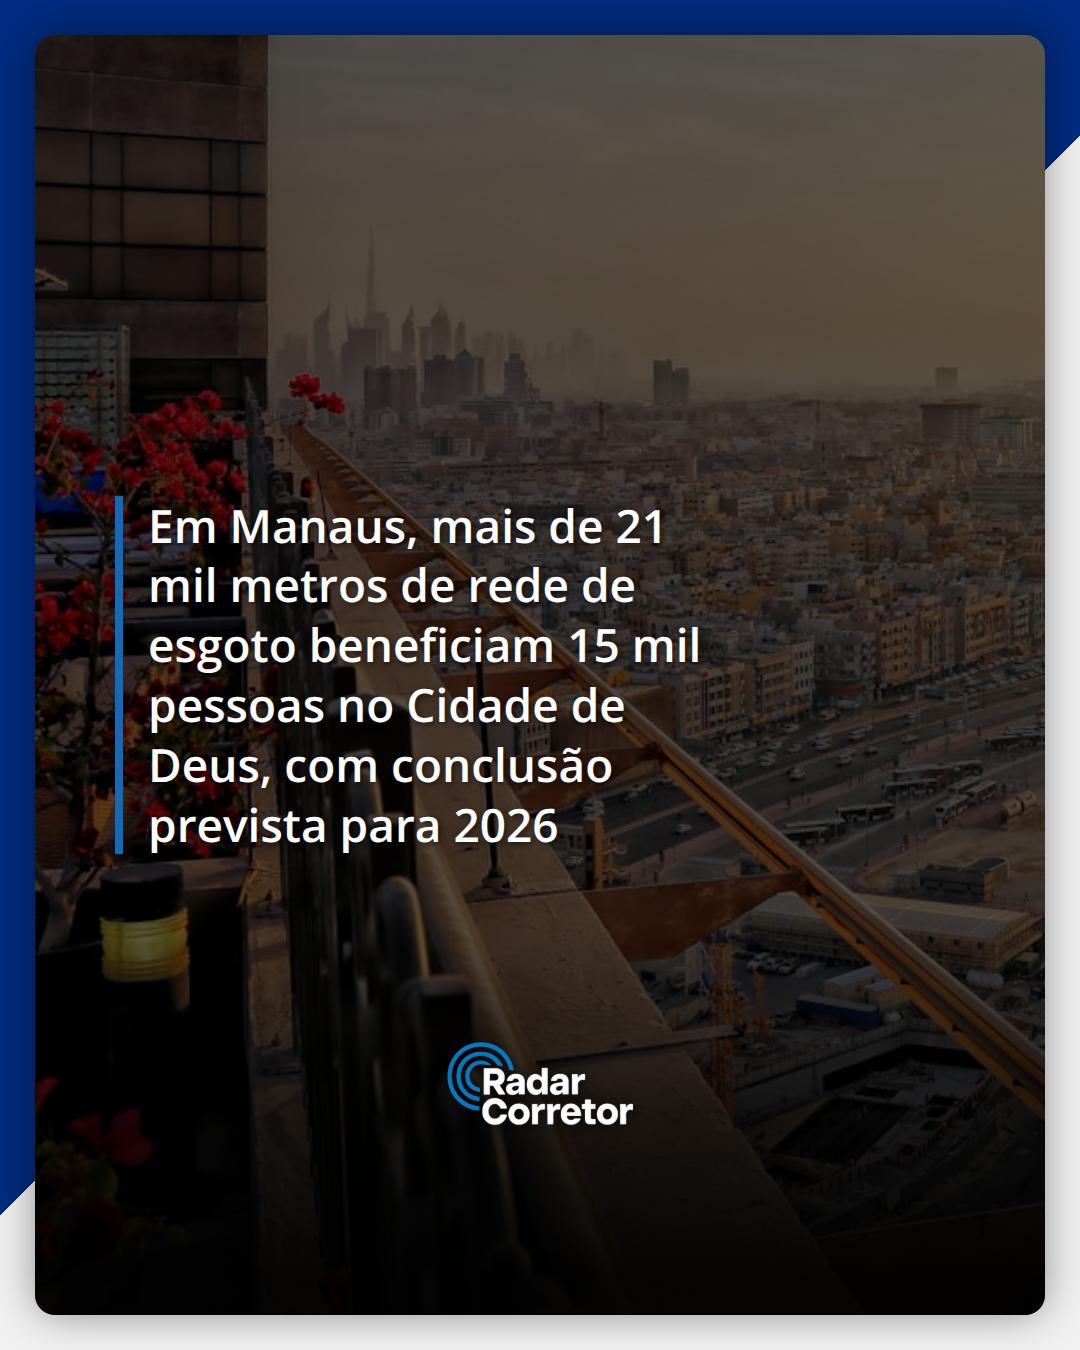 Em Manaus, mais de 21
mil metros de rede de
esgoto beneficiam 15 mil
pessoas no Cidade de
Deus, com conclusão
prevista para 2026
Radar
Corretor